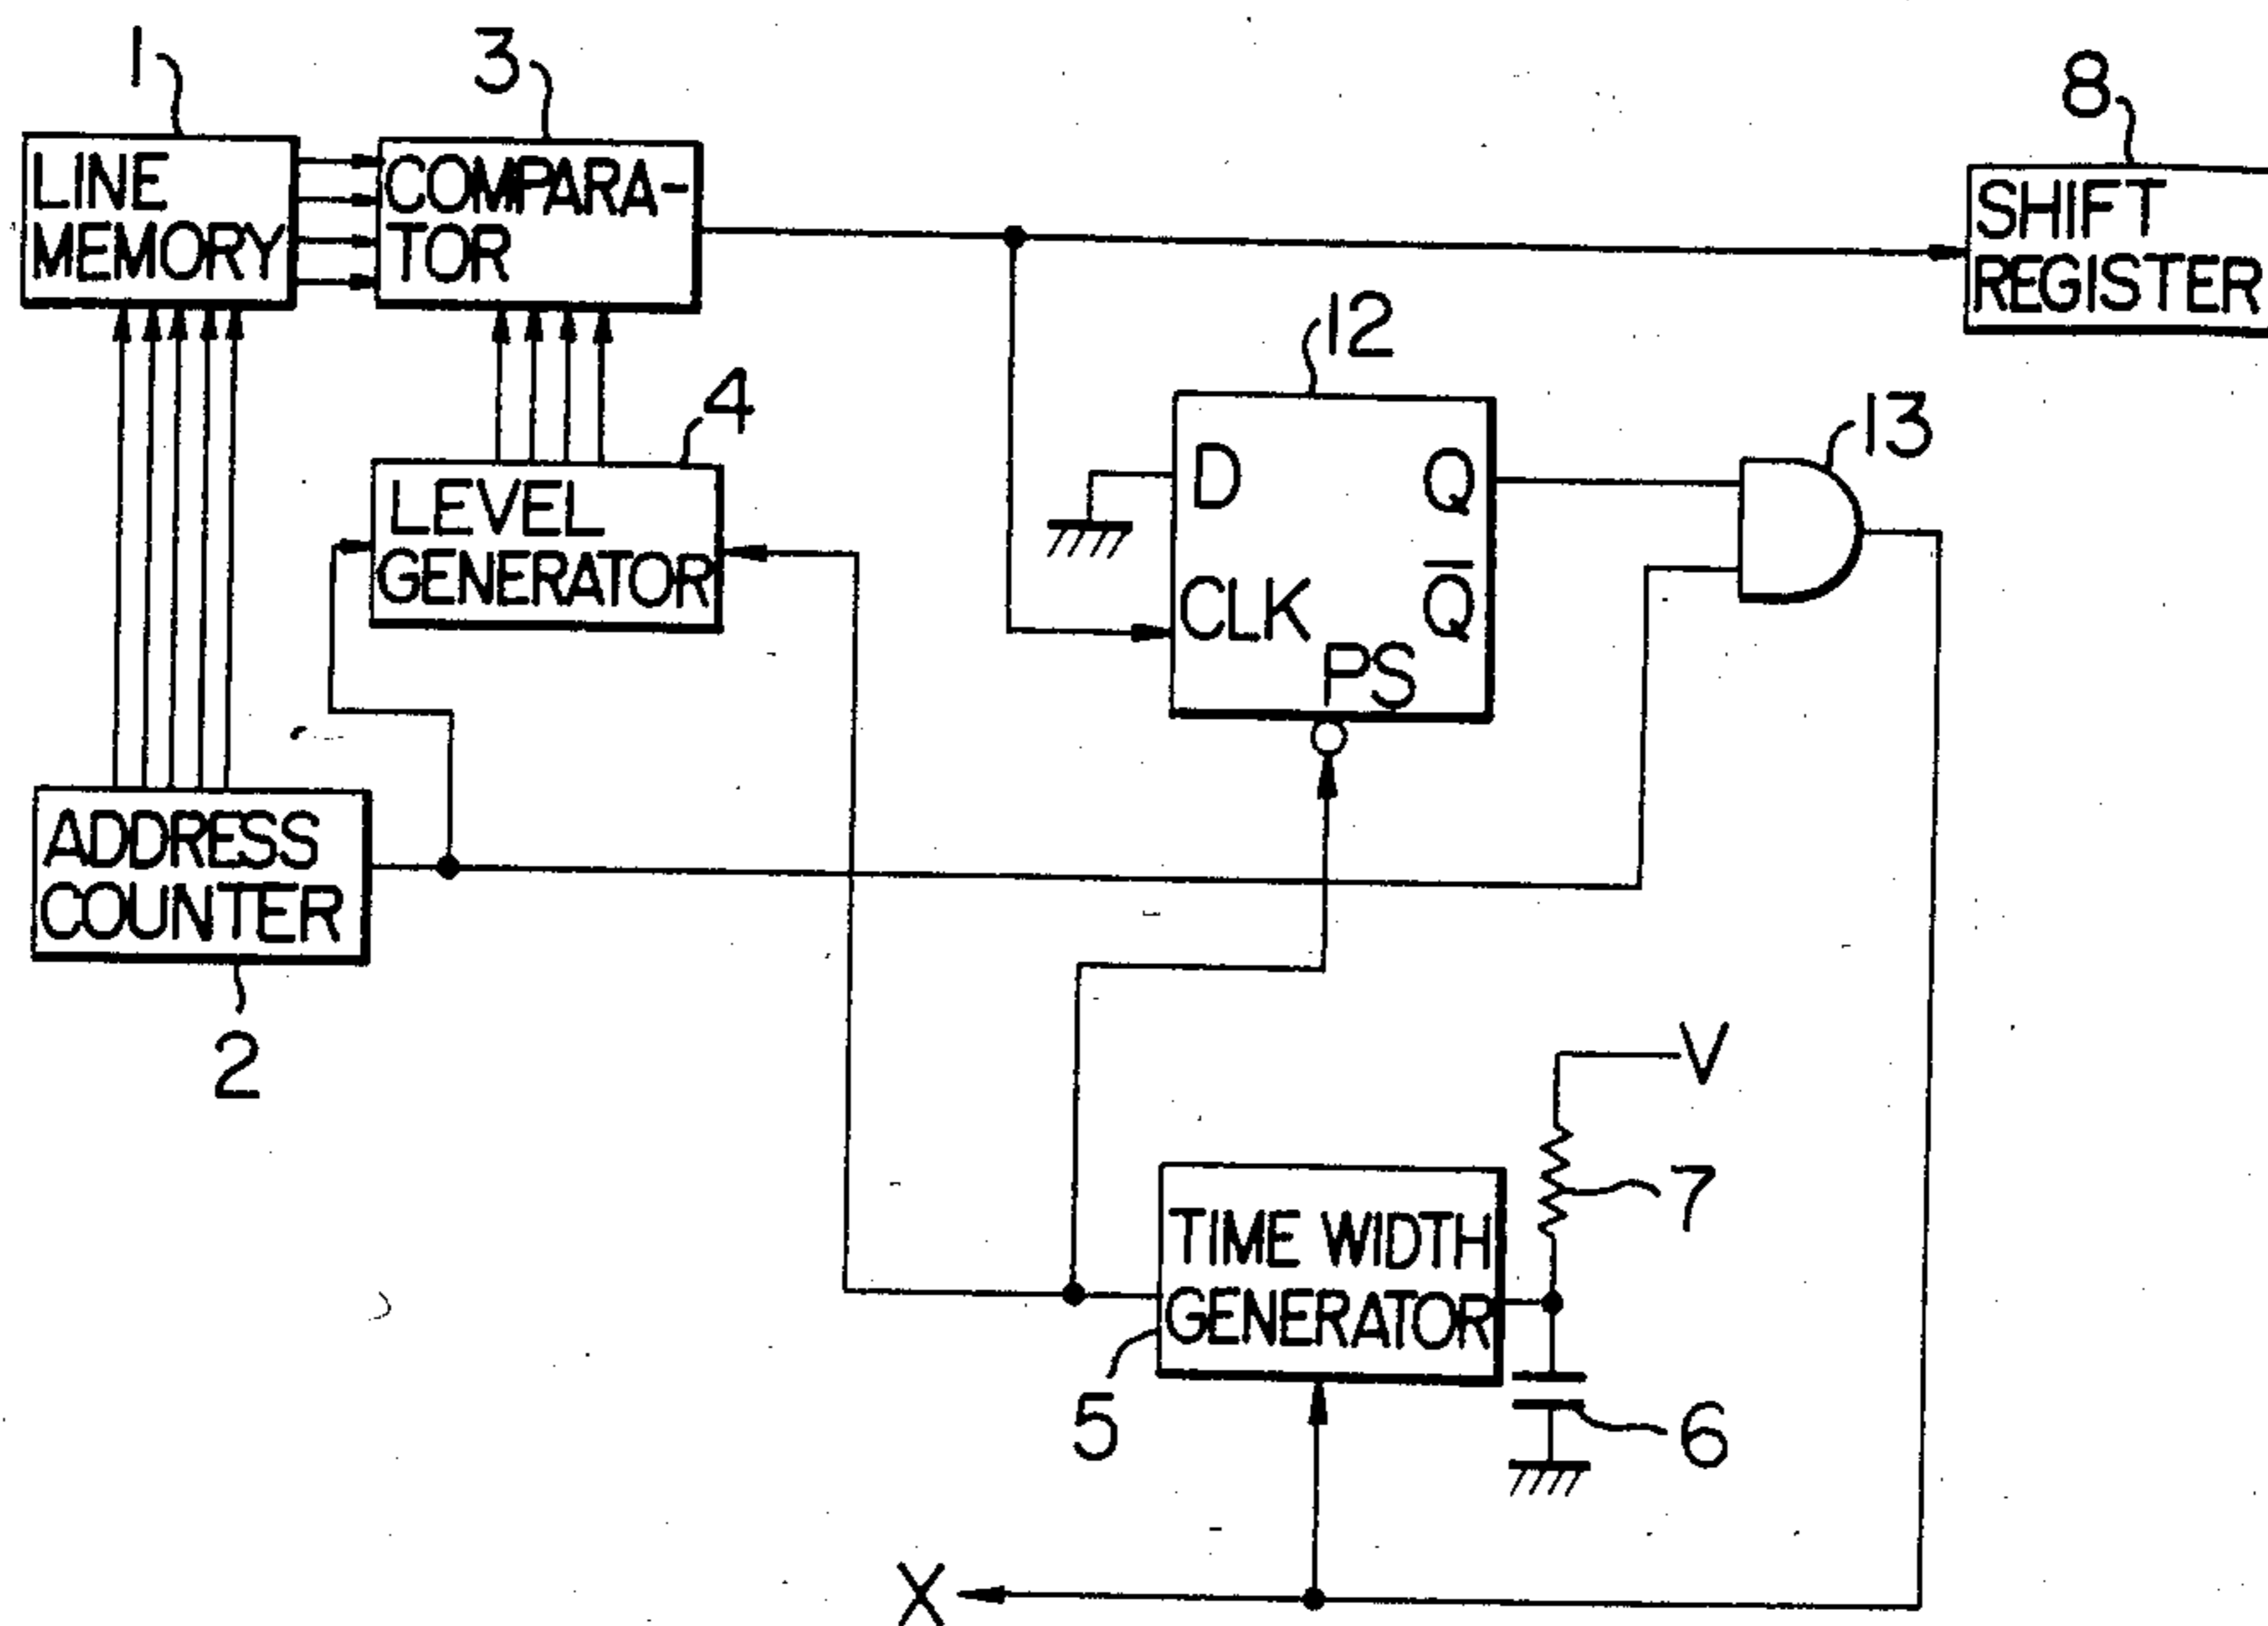 1
3
8
LINE
MEMORY
COMPARA-
TOR
SHIFT
REGISTER
12
4
13
D
Q
LEVEL
GENERATOR
CLK
Q̅
PS
ADDRESS
COUNTER
2
V
7
TIME WIDTH
GENERATOR
5
6
X